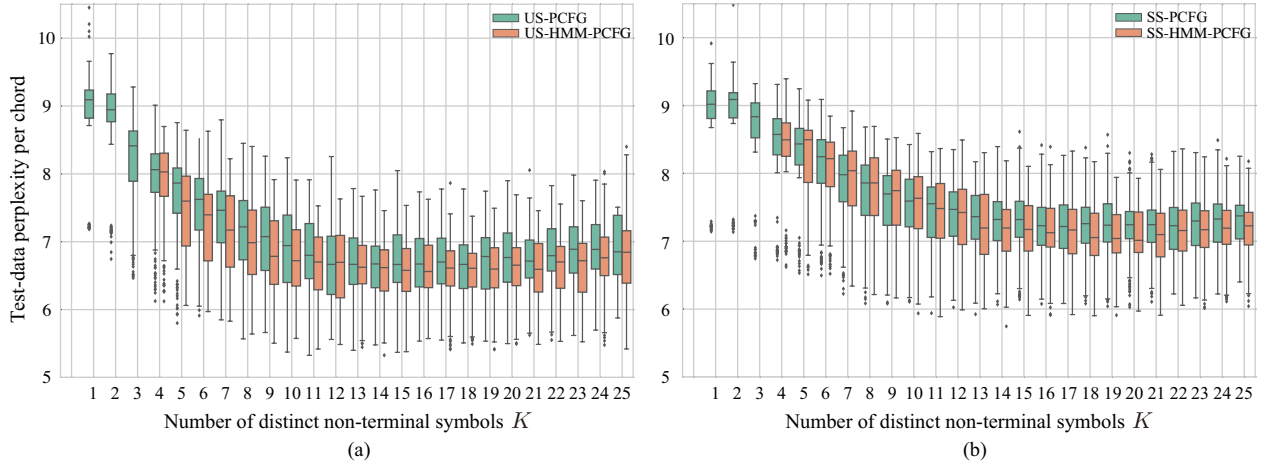 US-PCFG
US-HMM-PCFG
10
9
8
7
6
5
Test-data perplexity per chord
1 2 3 4 5 6 7 8 9 10 11 12 13 14 15 16 17 18 19 20 21 22 23 24 25
Number of distinct non-terminal symbols K
(a)
SS-PCFG
SS-HMM-PCFG
10
9
8
7
6
5
1 2 3 4 5 6 7 8 9 10 11 12 13 14 15 16 17 18 19 20 21 22 23 24 25
Number of distinct non-terminal symbols K
(b)